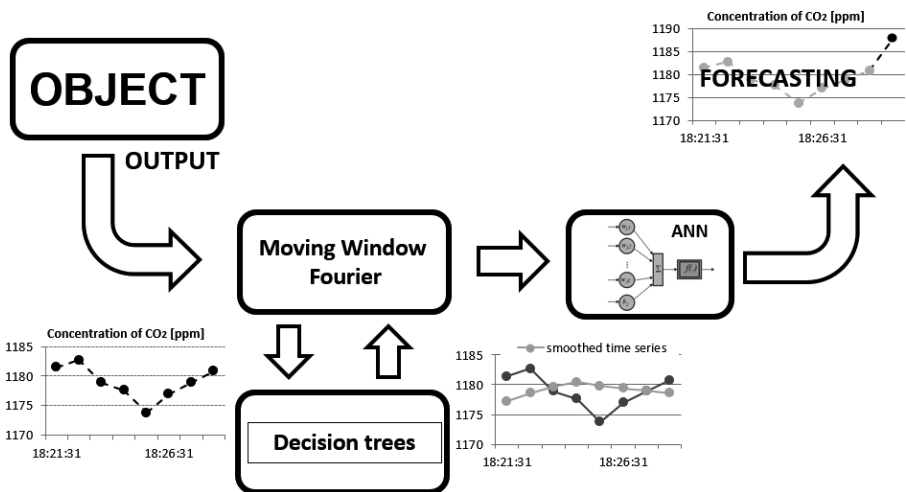 Concentration of CO2 [ppm]
1190
1185
1180
1175
1170
FORECASTING
18:21:31
18:26:31
OBJECT
OUTPUT
Moving Window
Fourier
ANN
Σ
f(.)
Concentration of CO2 [ppm]
1185
1180
1175
1170
18:21:31
18:26:31
Decision trees
smoothed time series
1185
1180
1175
1170
18:21:31
18:26:31